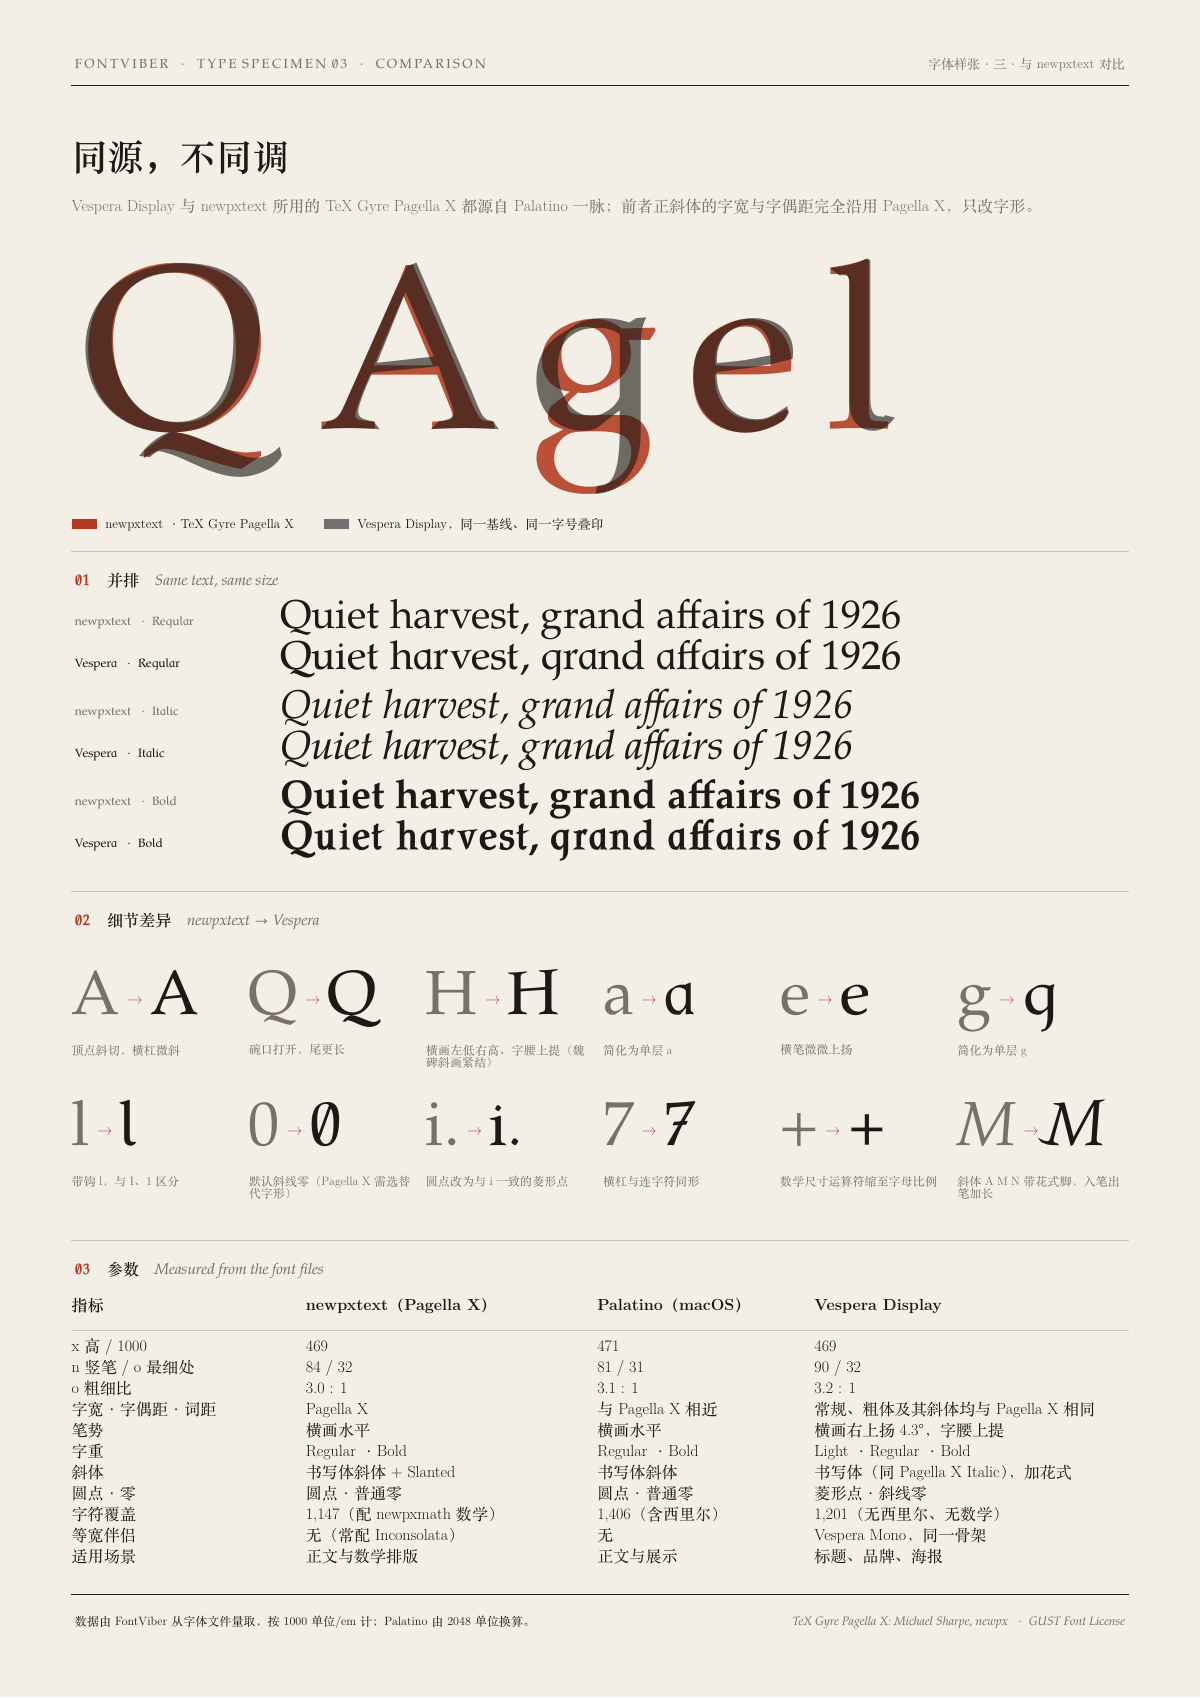 FONTVIBER · TYPE SPECIMEN 03 · COMPARISON
字体样张 · 三 · 与 newpxtext 对比
同源，不同调
Vespera Display 与 newpxtext 所用的 TeX Gyre Pagella X 都源自 Palatino 一脉；前者正斜体的字宽与字偶距完全沿用 Pagella X，只改字形。
Q A g e l
newpxtext · TeX Gyre Pagella X
Vespera Display，同一基线、同一字号叠印
01 并排 Same text, same size
newpxtext · Regular Quiet harvest, grand affairs of 1926
Vespera · Regular Quiet harvest, grand affairs of 1926
newpxtext · Italic Quiet harvest, grand affairs of 1926
Vespera · Italic Quiet harvest, grand affairs of 1926
newpxtext · Bold Quiet harvest, grand affairs of 1926
Vespera · Bold Quiet harvest, grand affairs of 1926
02 细节差异 newpxtext → Vespera
A → A Q → Q H → H a → a e → e g → g
顶点斜切，横杠微斜
碗口打开，尾更长
横画左低右高、字腰上提（魏
碑斜画紧结）
简化为单层 a
横笔微微上扬
简化为单层 g
l → l 0 → 0 i. → i. 7 → 7 + → + M → M
带钩 l，与 I、1 区分
默认斜线零（Pagella X 需选替
代字形）
圆点改为与 i 一致的菱形点
横杠与连字符同形
数学尺寸运算符缩至字母比例
斜体 A M N 带花式脚，入笔出
笔加长
03 参数 Measured from the font files
指标 newpxtext（Pagella X） Palatino（macOS） Vespera Display
x 高 / 1000 469 471 469
n 竖笔 / o 最细处 84 / 32 81 / 31 90 / 32
o 粗细比 3.0 : 1 3.1 : 1 3.2 : 1
字宽 · 字偶距 · 词距 Pagella X 与 Pagella X 相近 常规、粗体及其斜体均与 Pagella X 相同
笔势 横画水平 横画水平 横画右上扬 4.3°，字腰上提
字重 Regular · Bold Regular · Bold Light · Regular · Bold
斜体 书写体斜体 + Slanted 书写体斜体 书写体（同 Pagella X Italic），加花式
圆点 · 零 圆点 · 普通零 圆点 · 普通零 菱形点 · 斜线零
字符覆盖 1,147（配 newpxmath 数学） 1,406（含西里尔） 1,201（无西里尔、无数学）
等宽伴侣 无（常配 Inconsolata） 无 Vespera Mono，同一骨架
适用场景 正文与数学排版 正文与展示 标题、品牌、海报
数据由 FontViber 从字体文件量取，按 1000 单位/em 计；Palatino 由 2048 单位换算。
TeX Gyre Pagella X: Michael Sharpe, newpx · GUST Font License